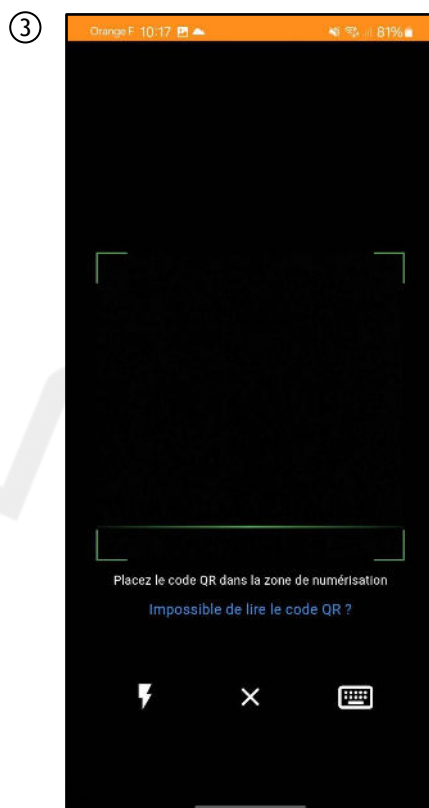 ③
Orange F 10:17 81%
Placez le code QR dans la zone de numérisation
Impossible de lire le code QR ?